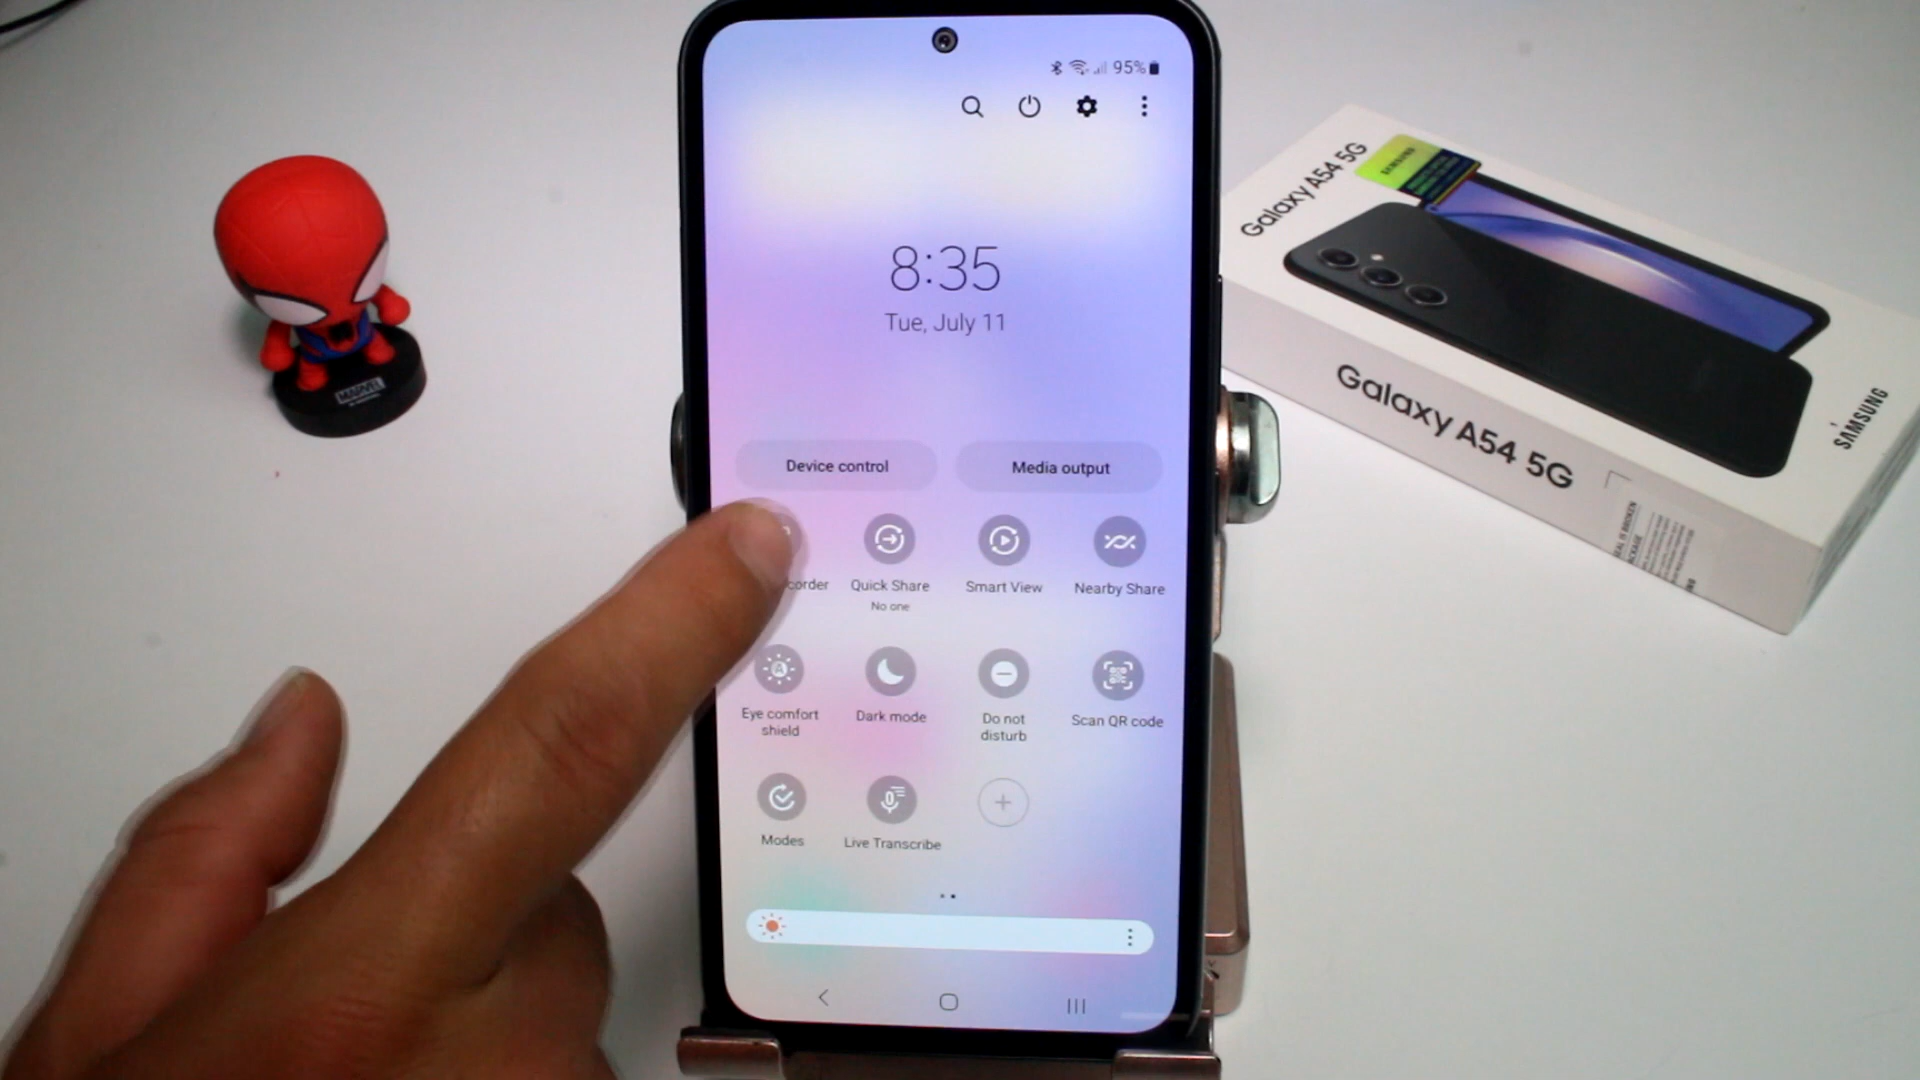 95%
8:35
Tue, July 11
Device control
Media output
corder
Quick Share
No one
Smart View
Nearby Share
Eye comfort
shield
Dark mode
Do not
disturb
Scan QR code
Modes
Live Transcribe
MARVEL
Galaxy A54 5G
SAMSUNG
Galaxy A54 5G
SAMSUNG